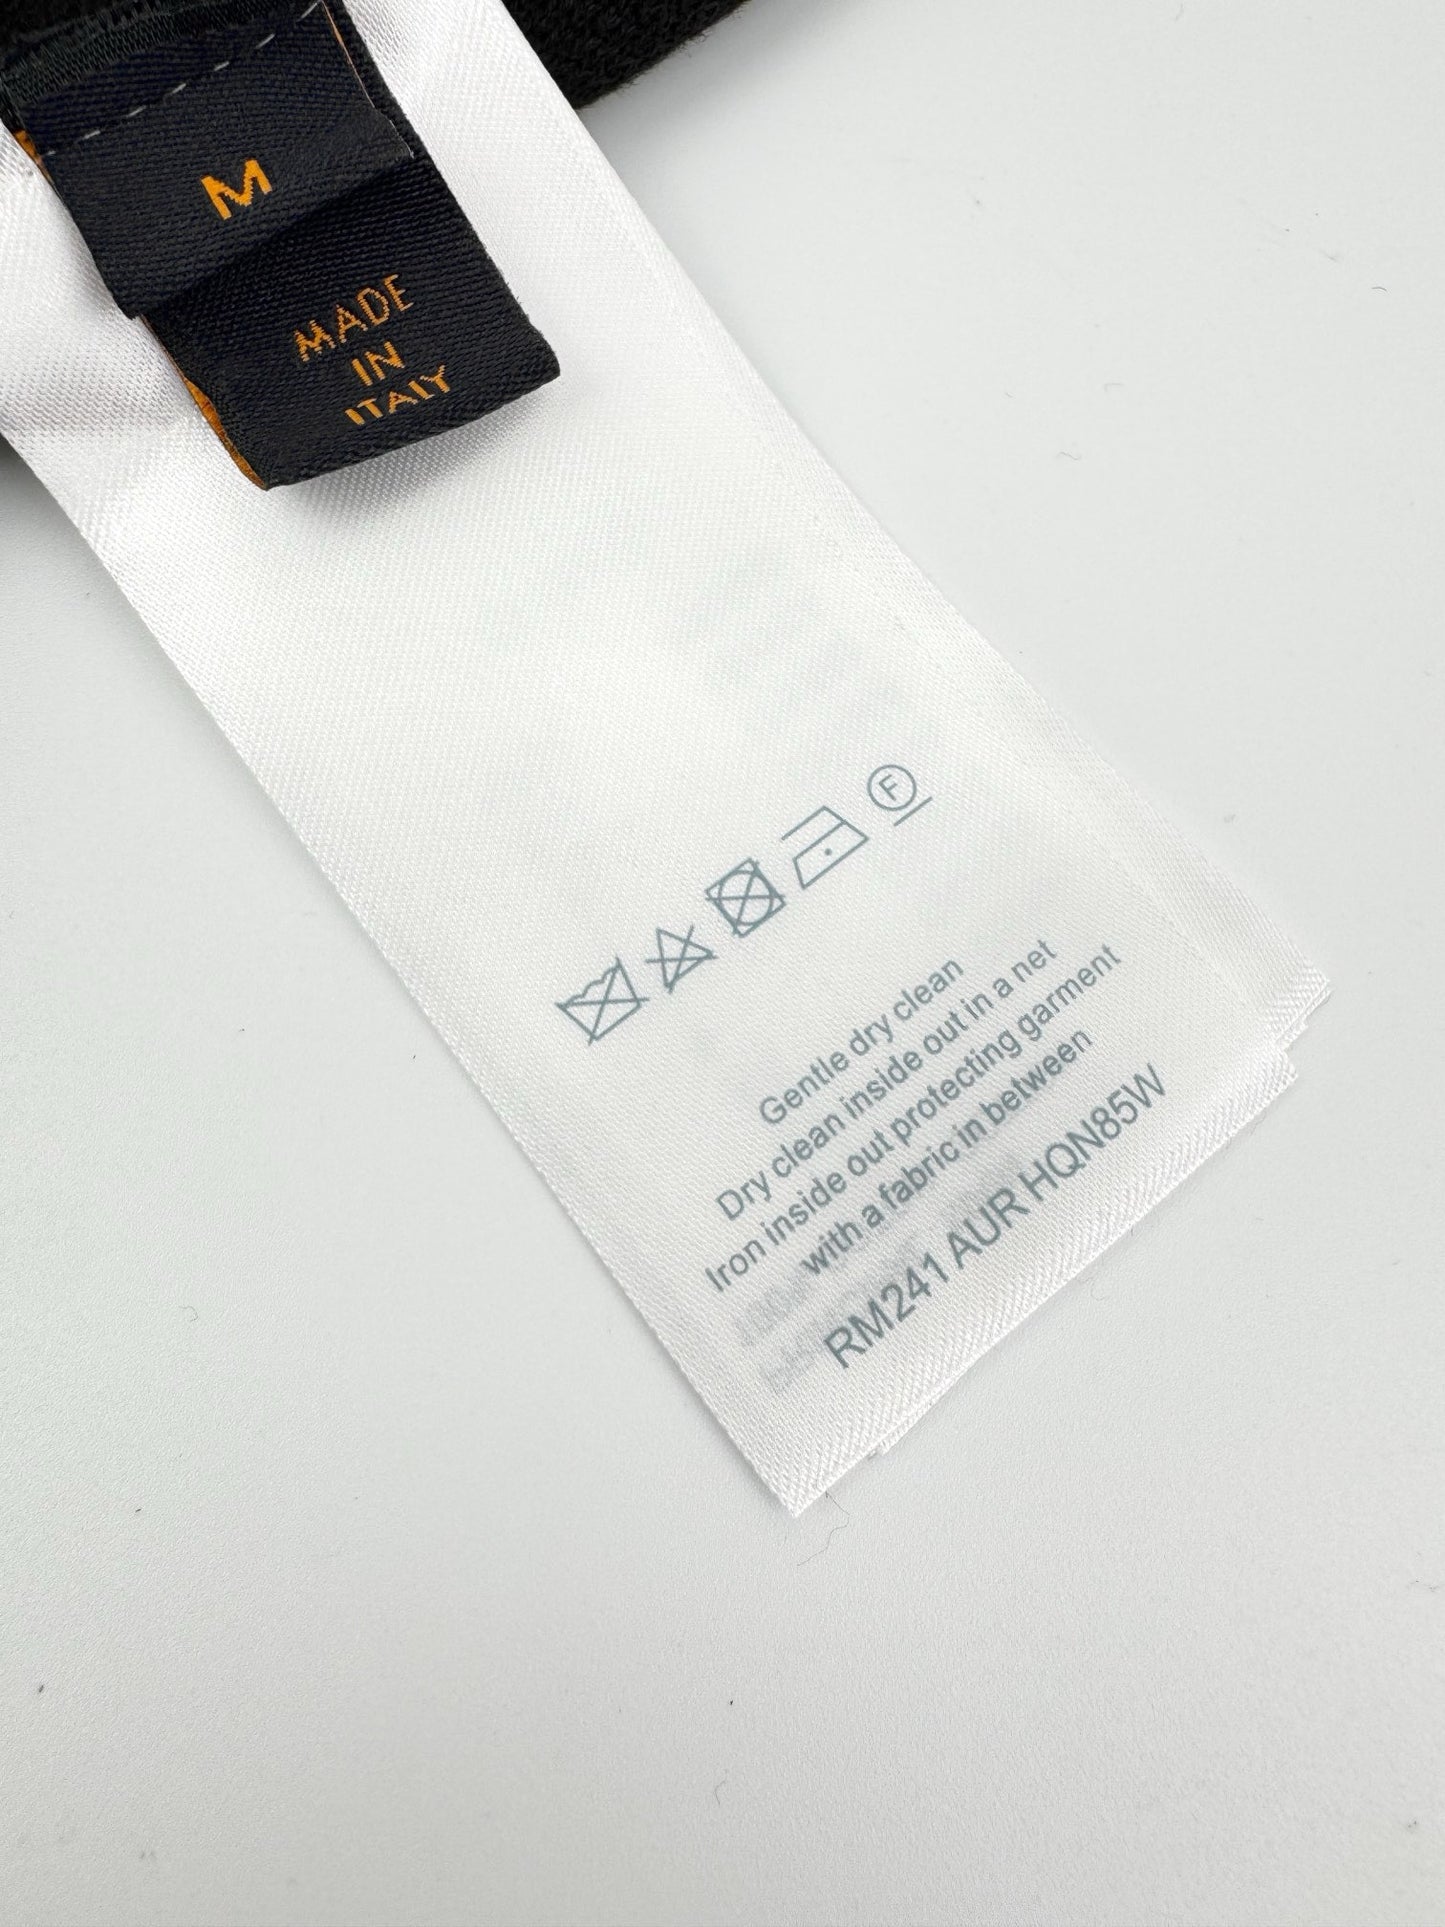 M
MADE
IN
ITALY
F
Gentle dry clean
Dry clean inside out in a net
Iron inside out protecting garment
with a fabric in between
RM241 AUR HQN85W